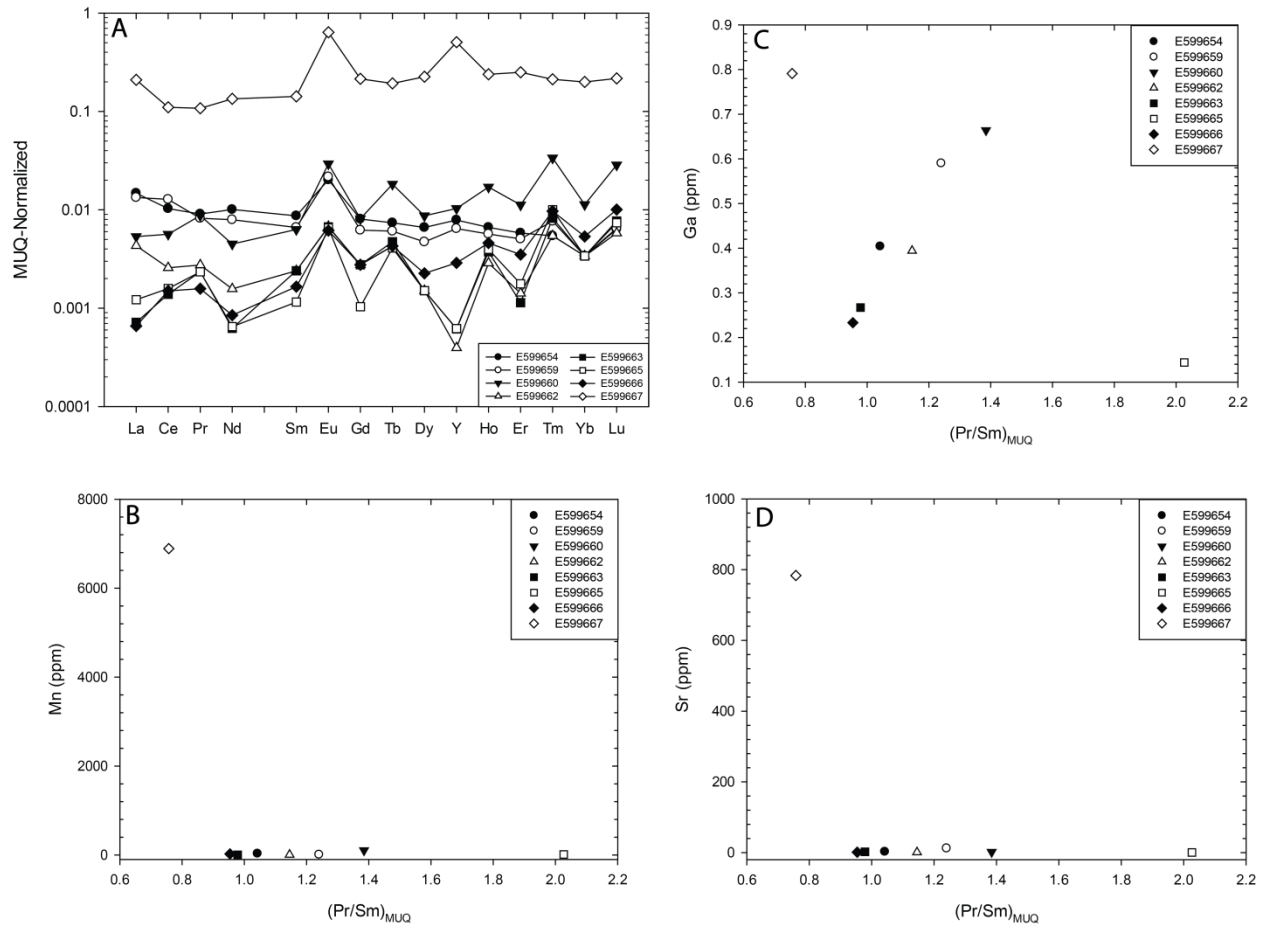 A
MUQ-Normalized
1
0.1
0.01
0.001
0.0001
La Ce Pr Nd Sm Eu Gd Tb Dy Y Ho Er Tm Yb Lu
E599654 E599663
E599659 E599665
E599660 E599666
E599662 E599667
C
Ga (ppm)
0.9
0.8
0.7
0.6
0.5
0.4
0.3
0.2
0.1
0.6 0.8 1.0 1.2 1.4 1.6 1.8 2.0 2.2
(Pr/Sm)MUQ
E599654
E599659
E599660
E599662
E599663
E599665
E599666
E599667
B
Mn (ppm)
8000
6000
4000
2000
0
0.6 0.8 1.0 1.2 1.4 1.6 1.8 2.0 2.2
(Pr/Sm)MUQ
E599654
E599659
E599660
E599662
E599663
E599665
E599666
E599667
D
Sr (ppm)
1000
800
600
400
200
0
0.6 0.8 1.0 1.2 1.4 1.6 1.8 2.0 2.2
(Pr/Sm)MUQ
E599654
E599659
E599660
E599662
E599663
E599665
E599666
E599667